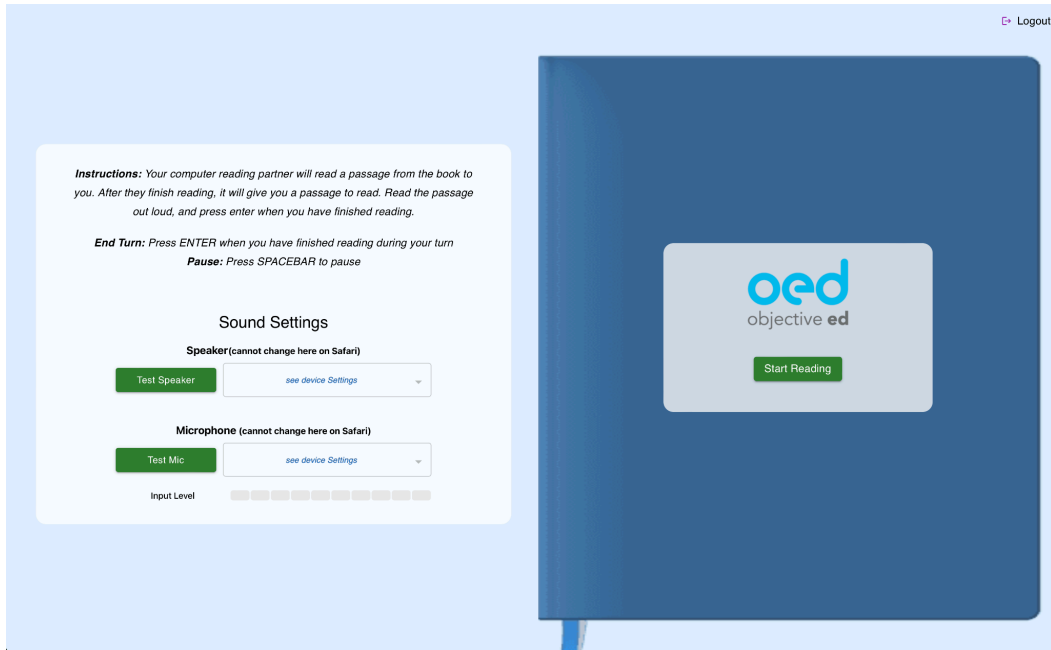 Logout
Instructions: Your computer reading partner will read a passage from the book to
you. After they finish reading, it will give you a passage to read. Read the passage
out loud, and press enter when you have finished reading.
End Turn: Press ENTER when you have finished reading during your turn
Pause: Press SPACEBAR to pause
Sound Settings
Speaker(cannot change here on Safari)
Test Speaker
see device Settings
Microphone (cannot change here on Safari)
Test Mic
see device Settings
Input Level
oed
objective ed
Start Reading